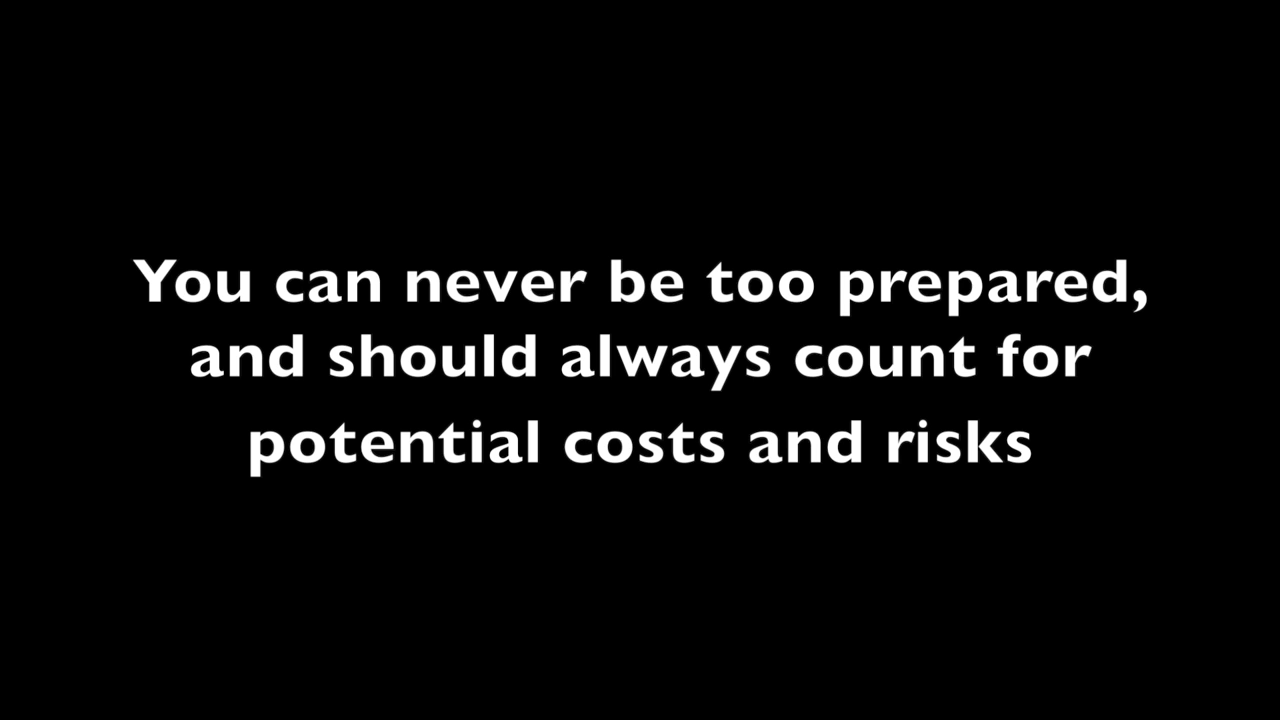 You can never be too prepared,
and should always count for
potential costs and risks